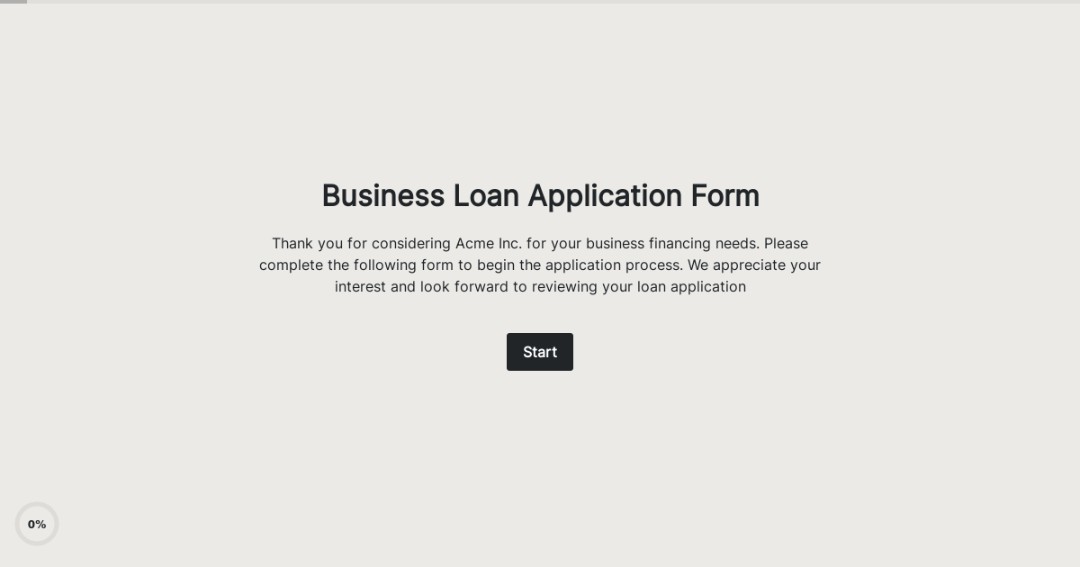 Business Loan Application Form
Thank you for considering Acme Inc. for your business financing needs. Please
complete the following form to begin the application process. We appreciate your
interest and look forward to reviewing your loan application
Start
0%